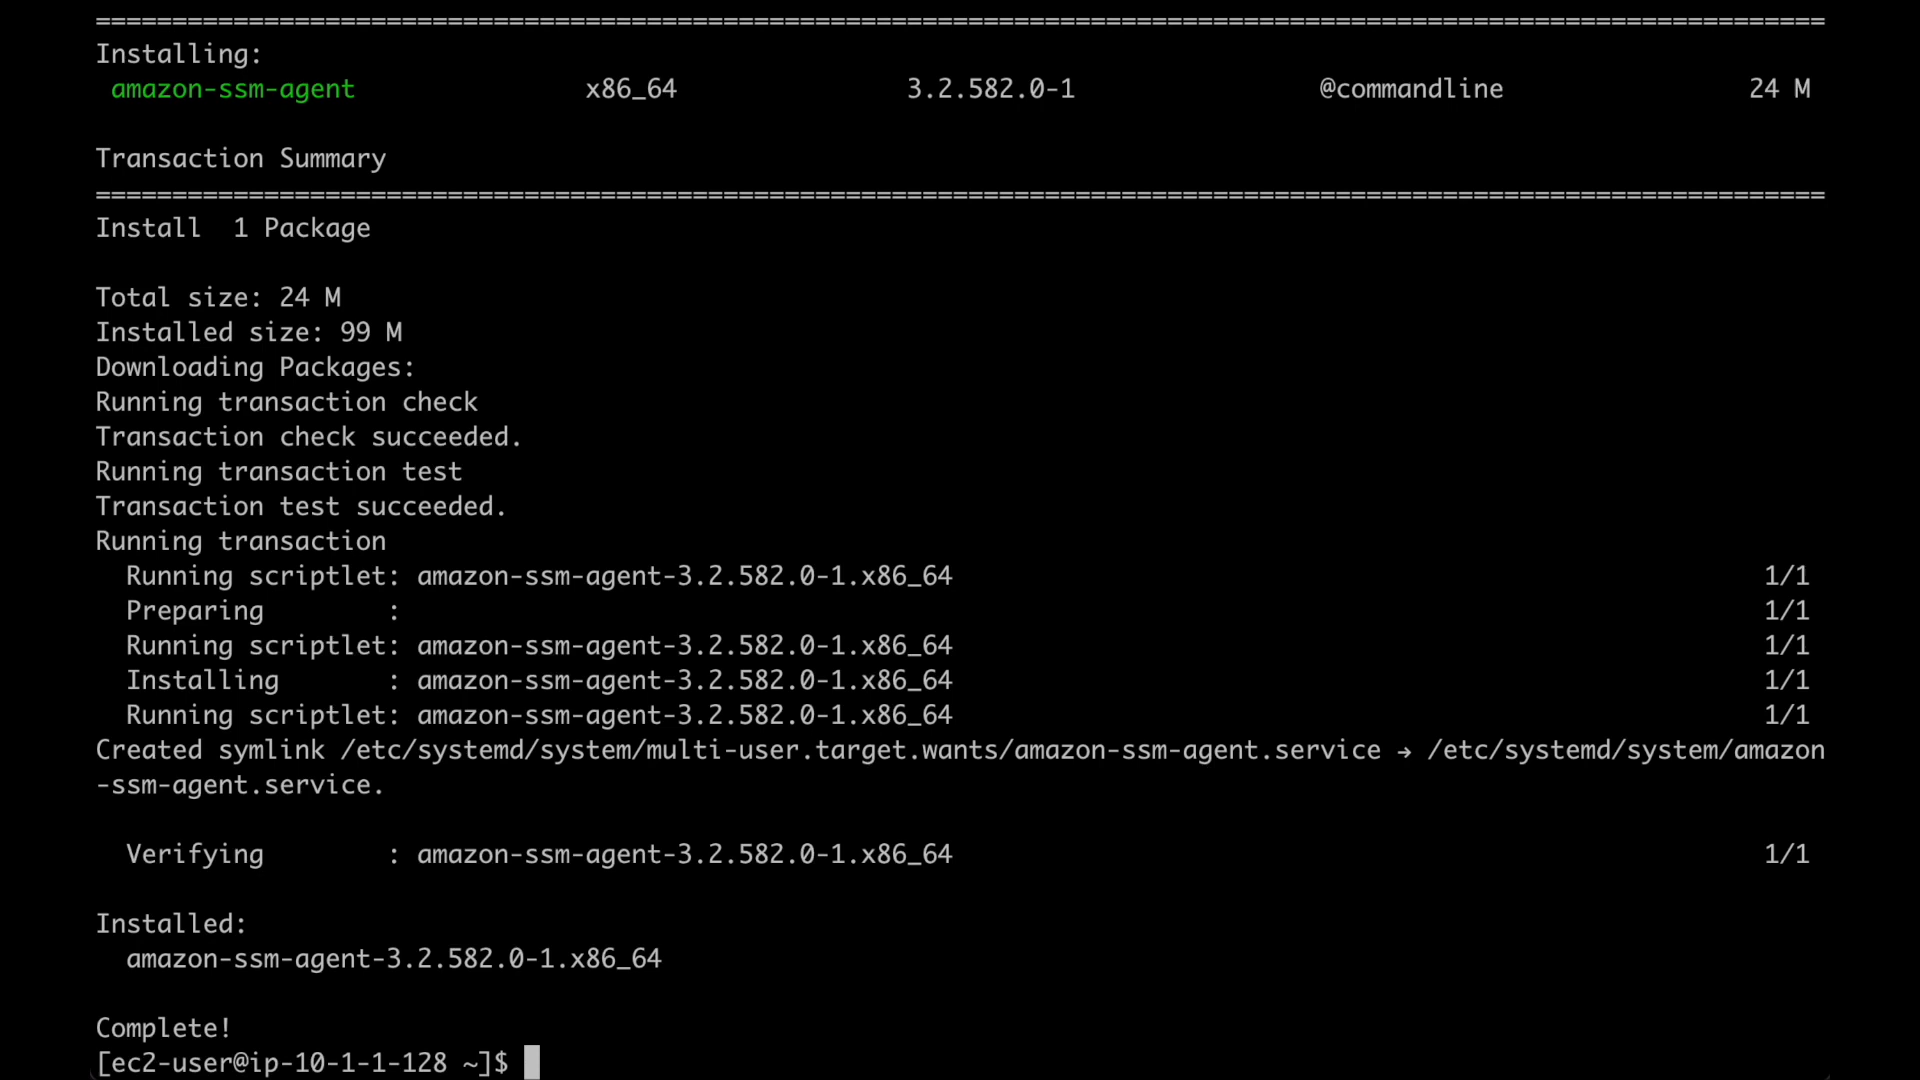 ================================================================================================================
Installing:
 amazon-ssm-agent               x86_64               3.2.582.0-1                @commandline                24 M

Transaction Summary
================================================================================================================
Install  1 Package

Total size: 24 M
Installed size: 99 M
Downloading Packages:
Running transaction check
Transaction check succeeded.
Running transaction test
Transaction test succeeded.
Running transaction
  Running scriptlet: amazon-ssm-agent-3.2.582.0-1.x86_64                                                     1/1
  Preparing        :                                                                                         1/1
  Running scriptlet: amazon-ssm-agent-3.2.582.0-1.x86_64                                                     1/1
  Installing       : amazon-ssm-agent-3.2.582.0-1.x86_64                                                     1/1
  Running scriptlet: amazon-ssm-agent-3.2.582.0-1.x86_64                                                     1/1
Created symlink /etc/systemd/system/multi-user.target.wants/amazon-ssm-agent.service → /etc/systemd/system/amazon
-ssm-agent.service.

  Verifying        : amazon-ssm-agent-3.2.582.0-1.x86_64                                                     1/1

Installed:
  amazon-ssm-agent-3.2.582.0-1.x86_64

Complete!
[ec2-user@ip-10-1-1-128 ~]$